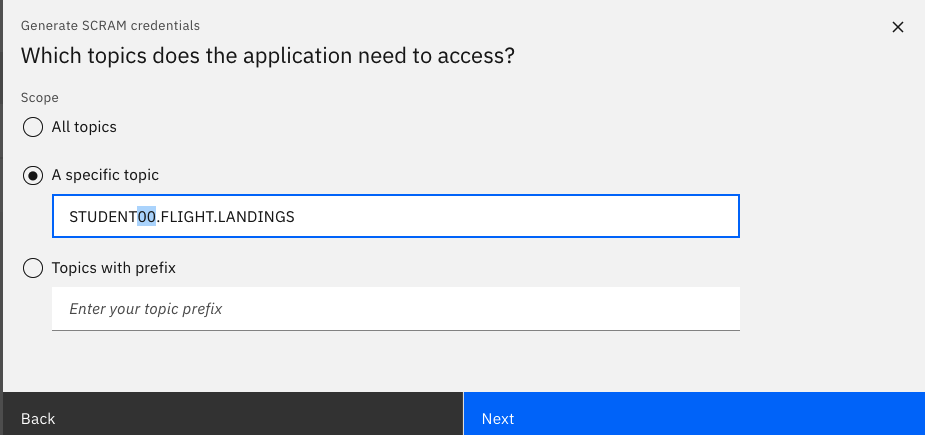 Generate SCRAM credentials
Which topics does the application need to access?
Scope
All topics
A specific topic
STUDENT00.FLIGHT.LANDINGS
Topics with prefix
Enter your topic prefix
Back
Next